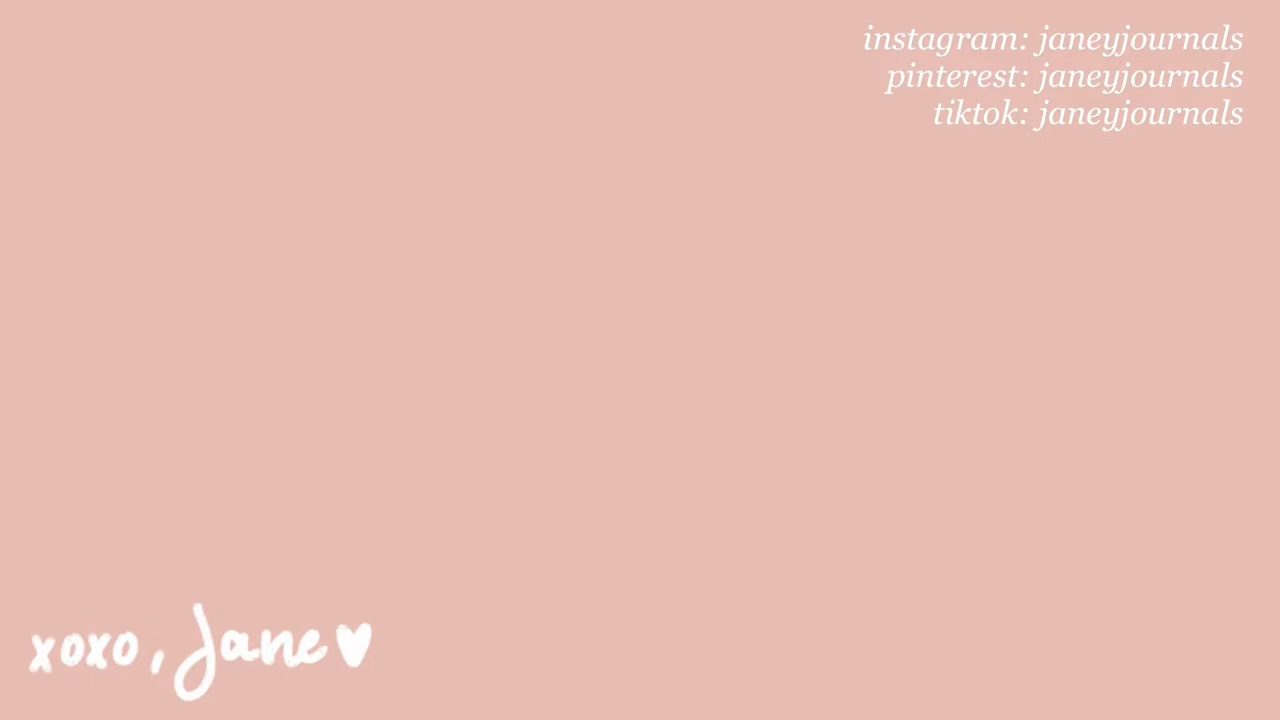 instagram: janeyjournals
pinterest: janeyjournals
tiktok: janeyjournals
xoxo, Jane♥